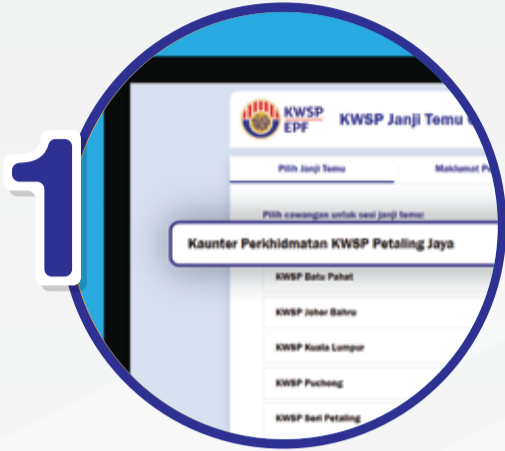 1
KWSP
EPF
KWSP Janji Temu
Pilih Janji Temu
Maklumat
Pilih cawangan untuk sesi janji temu:
Kaunter Perkhidmatan KWSP Petaling Jaya
KWSP Batu Pahat
KWSP Johor Bahru
KWSP Kuala Lumpur
KWSP Puchong
KWSP Seri Petaling